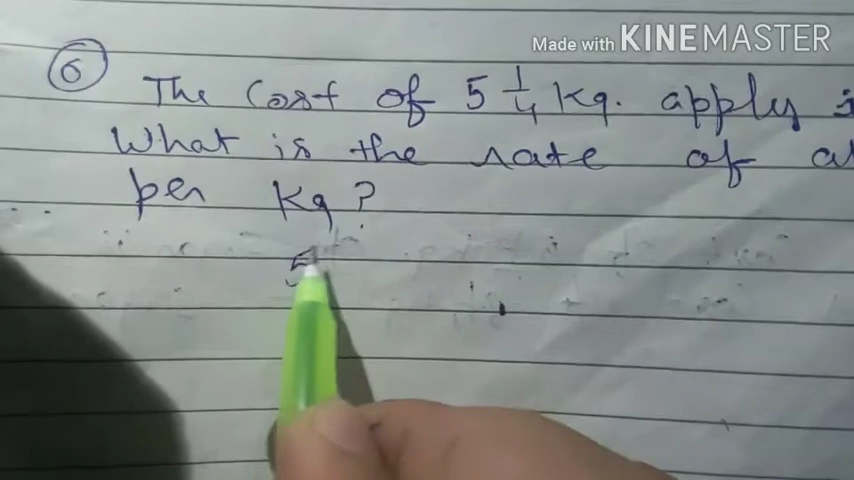 Made with KINEMASTER
6 The Cost of 5 1/4 Kg. apply
What is the rate of
per Kg?
5